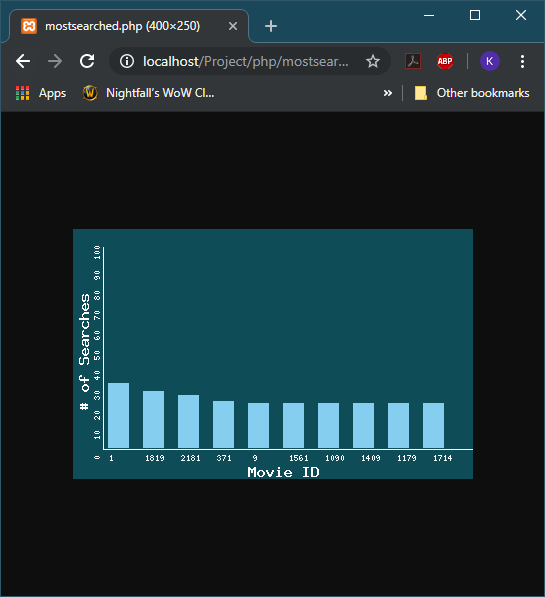 mostsearched.php (400×250)
localhost/Project/php/mostsear...
ABP
K
Apps
Nightfall's WoW Cl...
»
Other bookmarks
# of Searches
100
90
80
70
60
50
40
30
20
10
0
1 1819 2181 371 9 1561 1090 1409 1179 1714
Movie ID